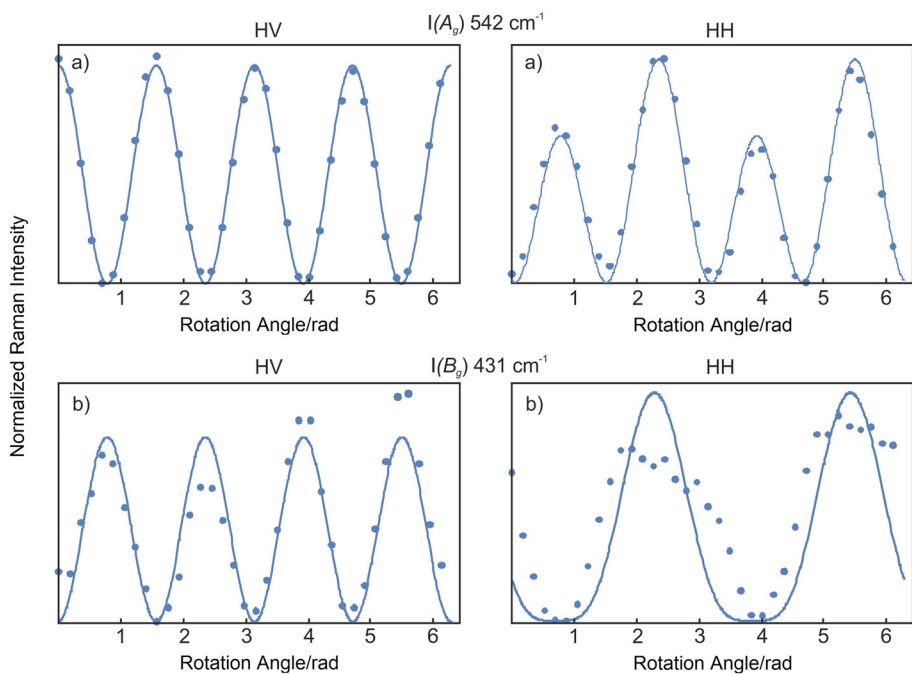 I(Ag) 542 cm-1
HV
HH
a)
a)
1 2 3 4 5 6
1 2 3 4 5 6
Rotation Angle/rad
Rotation Angle/rad
Normalized Raman Intensity
I(Bg) 431 cm-1
HV
HH
b)
b)
1 2 3 4 5 6
1 2 3 4 5 6
Rotation Angle/rad
Rotation Angle/rad